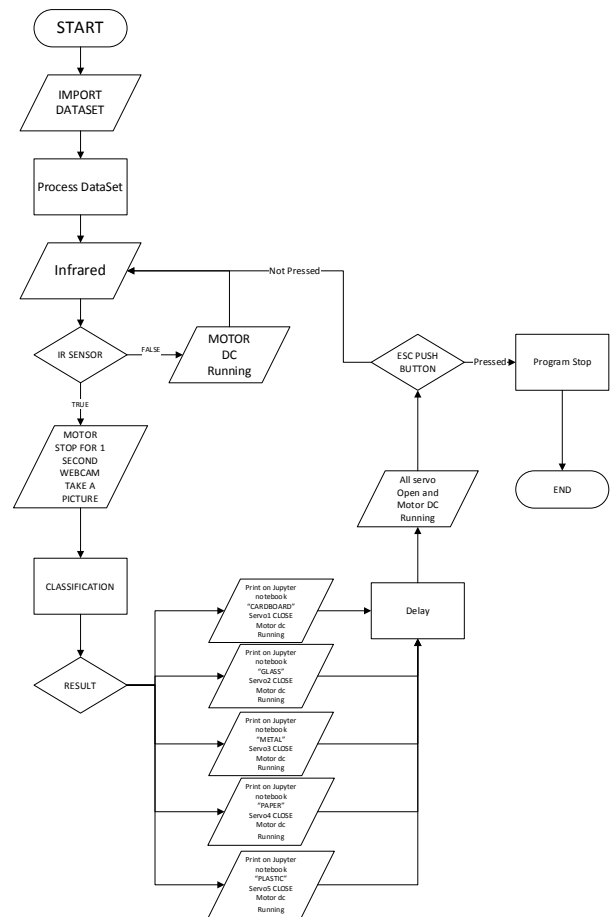 START
IMPORT
DATASET
Process DataSet
Infrared
Not Pressed
IR SENSOR
FALSE
MOTOR
DC
Running
ESC PUSH
BUTTON
Pressed
Program Stop
TRUE
MOTOR
STOP FOR 1
SECOND
WEBCAM
TAKE A
PICTURE
All servo
Open and
Motor DC
Running
END
CLASSIFICATION
Print on Jupyter
notebook
"CARDBOARD"
Servo1 CLOSE
Motor dc
Running
Delay
RESULT
Print on Jupyter
notebook
"GLASS"
Servo2 CLOSE
Motor dc
Running
Print on Jupyter
notebook
"METAL"
Servo3 CLOSE
Motor dc
Running
Print on Jupyter
notebook
"PAPER"
Servo4 CLOSE
Motor dc
Running
Print on Jupyter
notebook
"PLASTIC"
Servo5 CLOSE
Motor dc
Running